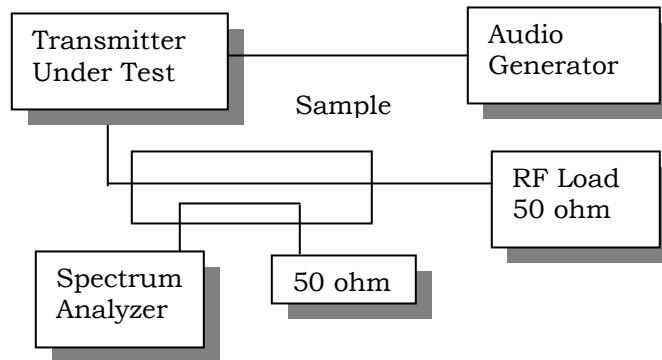 Transmitter
Under Test
Audio
Generator
Sample
RF Load
50 ohm
Spectrum
Analyzer
50 ohm